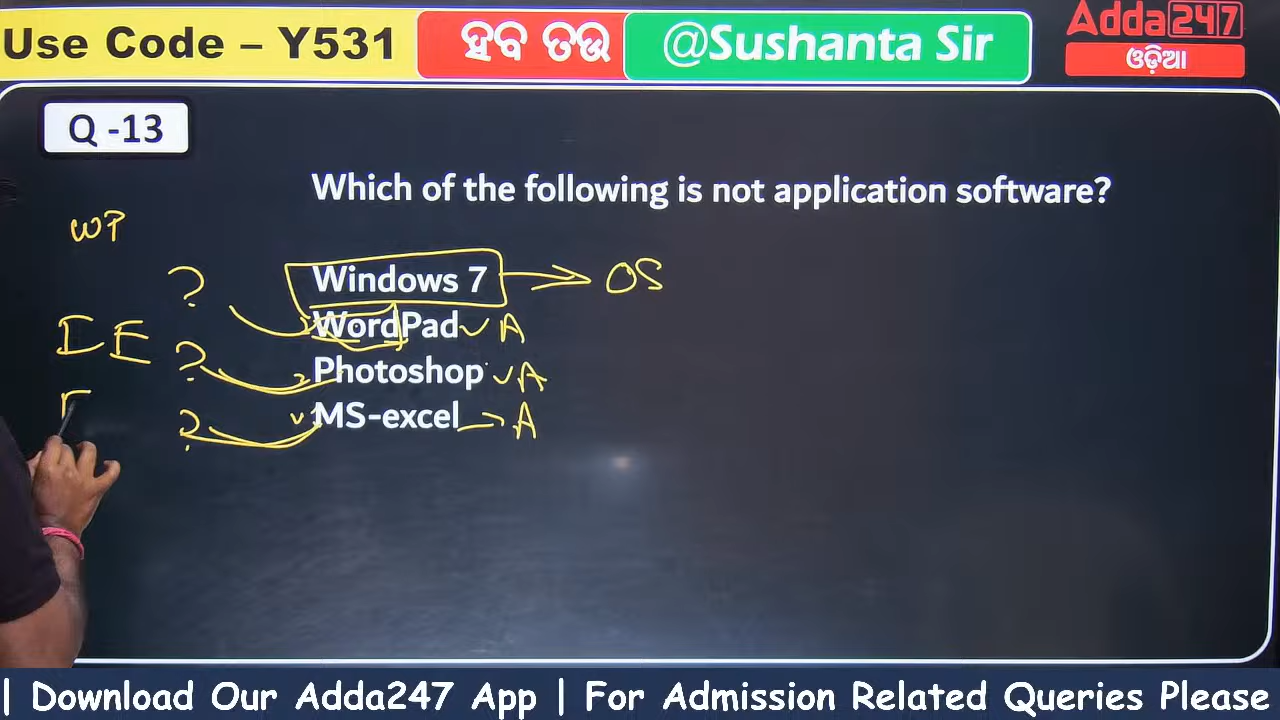 Use Code – Y531 ହବ ତଉ @Sushanta Sir Adda247
ଓଡ଼ିଆ
Q -13
Which of the following is not application software?
WP
? Windows 7 OS
WordPad A
IE ? Photoshop A
? MS-excel A
| Download Our Adda247 App | For Admission Related Queries Please